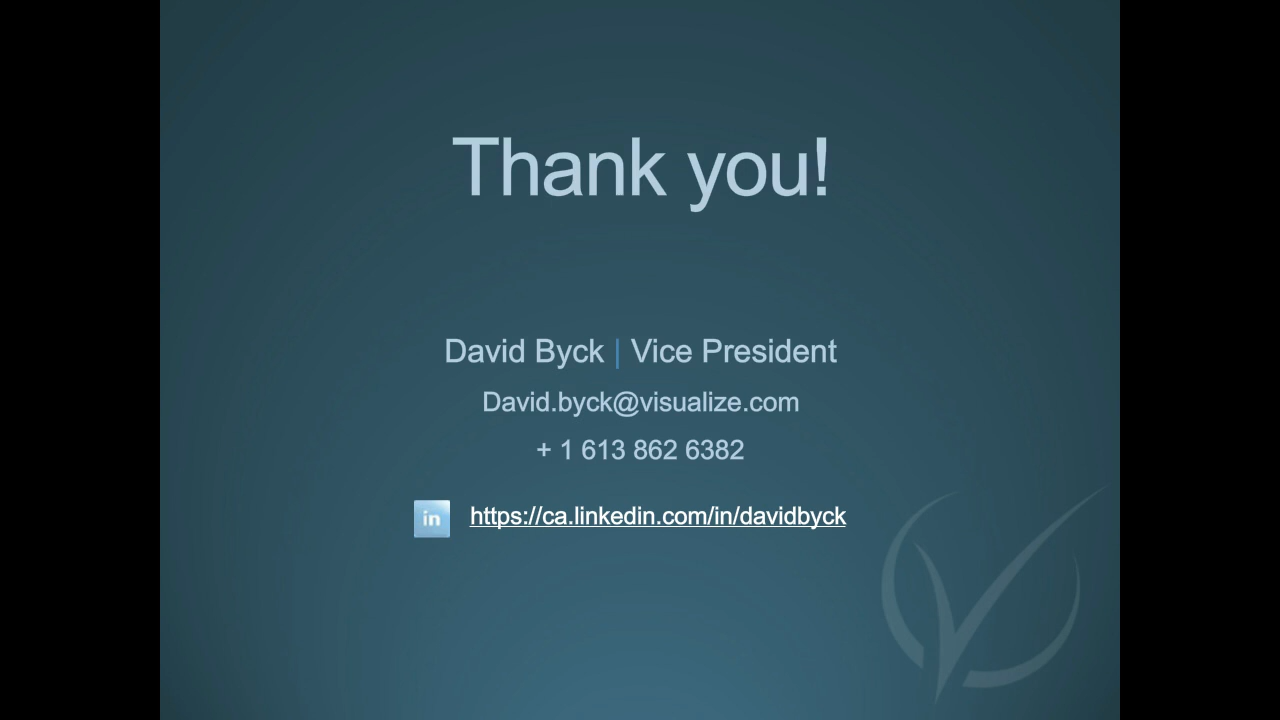 Thank you!
David Byck | Vice President
David.byck@visualize.com
+ 1 613 862 6382
in https://ca.linkedin.com/in/davidbyck